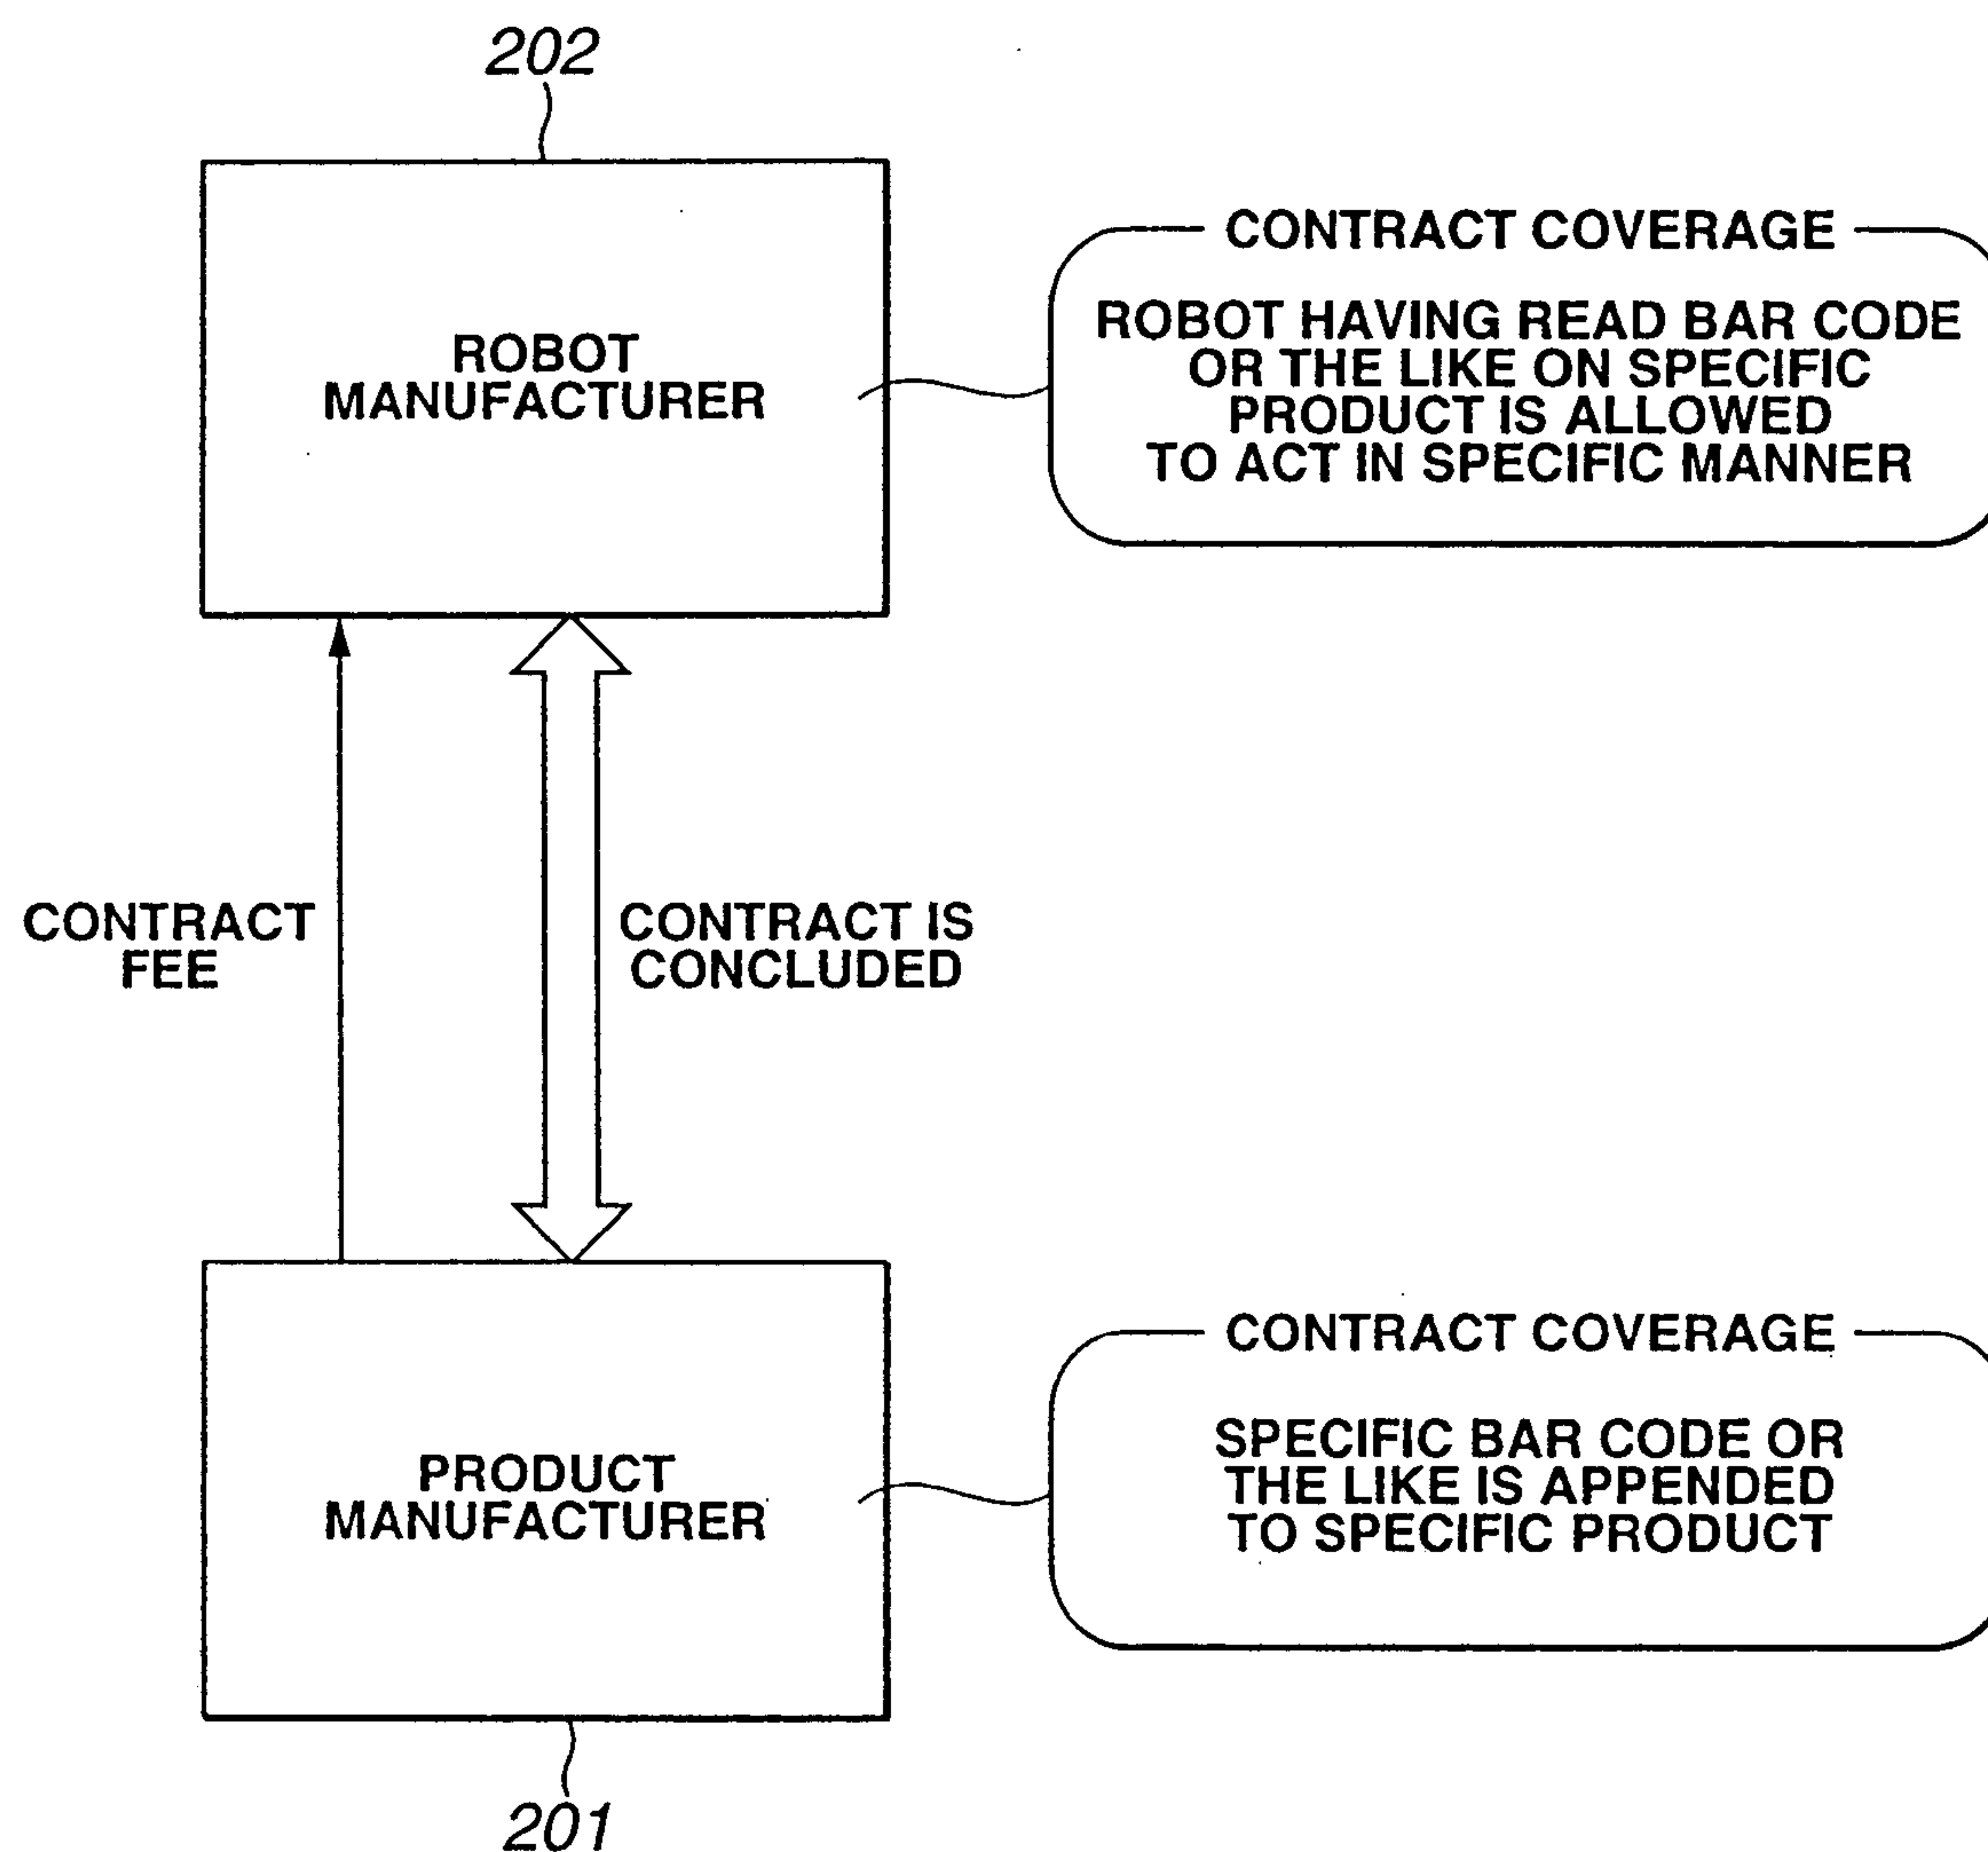 202
ROBOT
MANUFACTURER
CONTRACT COVERAGE
ROBOT HAVING READ BAR CODE
OR THE LIKE ON SPECIFIC
PRODUCT IS ALLOWED
TO ACT IN SPECIFIC MANNER
CONTRACT
FEE
CONTRACT IS
CONCLUDED
PRODUCT
MANUFACTURER
CONTRACT COVERAGE
SPECIFIC BAR CODE OR
THE LIKE IS APPENDED
TO SPECIFIC PRODUCT
201